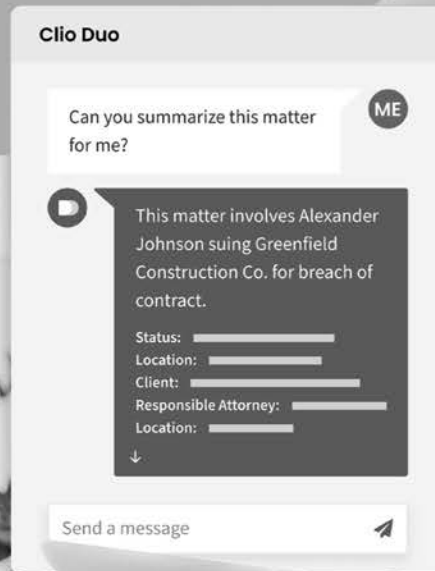 Clio Duo
Can you summarize this matter
for me?
ME
This matter involves Alexander
Johnson suing Greenfield
Construction Co. for breach of
contract.
Status:
Location:
Client:
Responsible Attorney:
Location:
Send a message